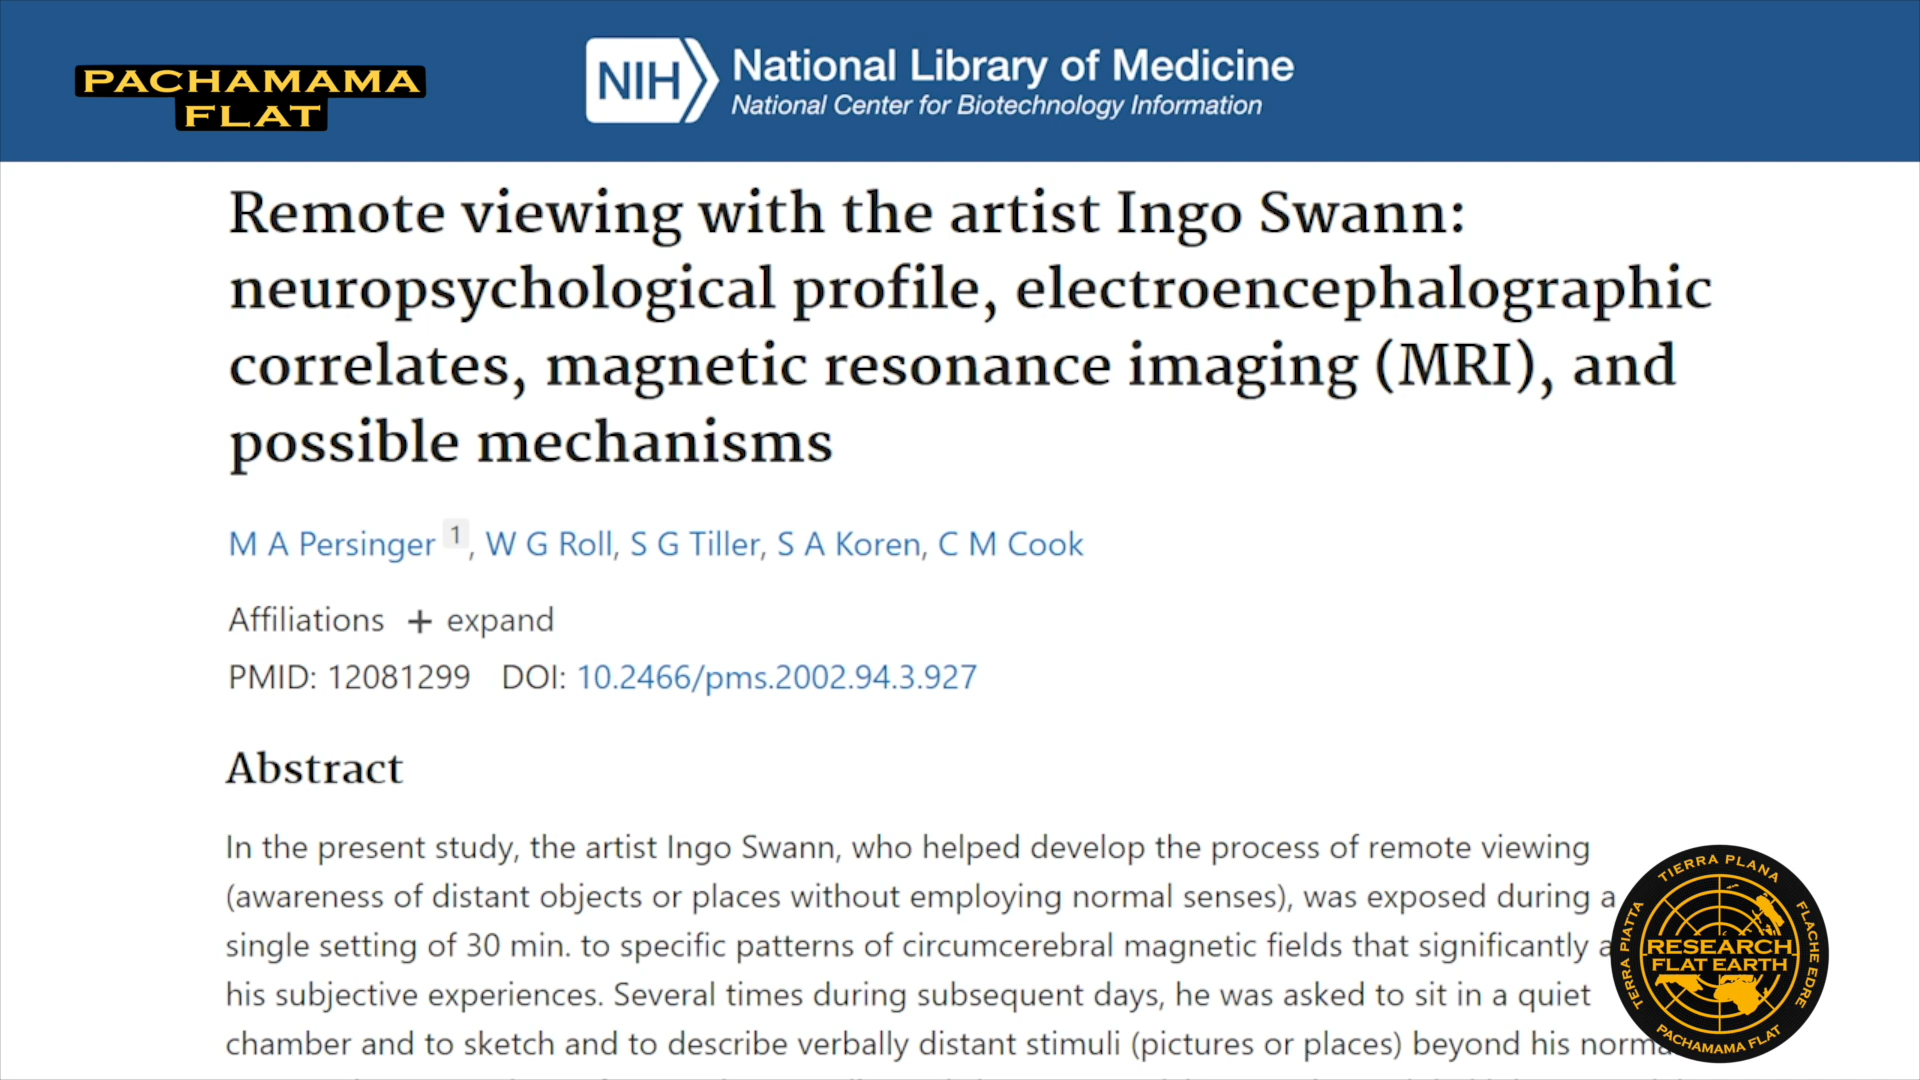 PACHAMAMA
FLAT
NIH
National Library of Medicine
National Center for Biotechnology Information
Remote viewing with the artist Ingo Swann:
neuropsychological profile, electroencephalographic
correlates, magnetic resonance imaging (MRI), and
possible mechanisms
M A Persinger 1, W G Roll, S G Tiller, S A Koren, C M Cook
Affiliations + expand
PMID: 12081299 DOI: 10.2466/pms.2002.94.3.927
Abstract
In the present study, the artist Ingo Swann, who helped develop the process of remote viewing
(awareness of distant objects or places without employing normal senses), was exposed during a
single setting of 30 min. to specific patterns of circumcerebral magnetic fields that significantly
his subjective experiences. Several times during subsequent days, he was asked to sit in a quiet
chamber and to sketch and to describe verbally distant stimuli (pictures or places) beyond his
TIERRA PLANA
FLACHE EDRE
TERRA PIATTA
RESEARCH
FLAT EARTH
PACHAMAMA FLAT